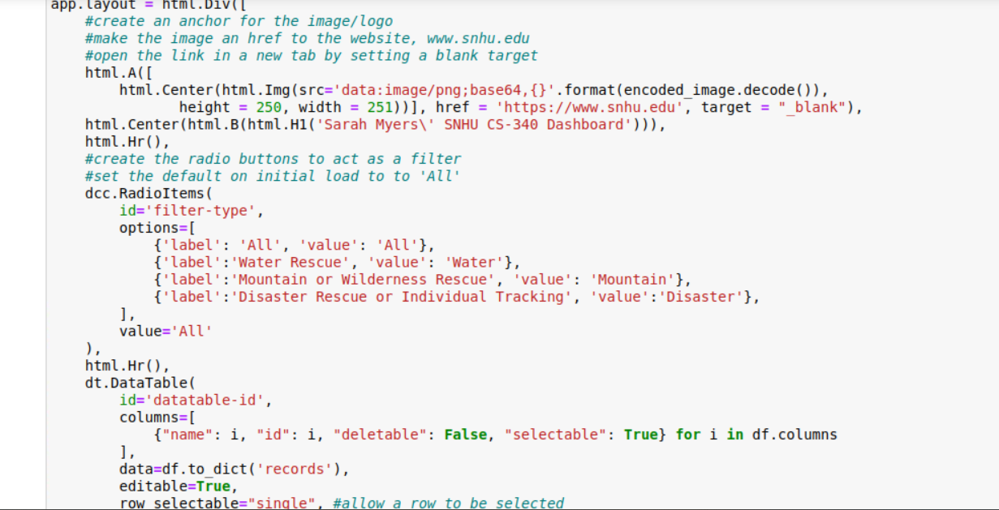 app.layout = html.Div([
    #create an anchor for the image/logo
    #make the image an href to the website, www.snhu.edu
    #open the link in a new tab by setting a blank target
    html.A([
        html.Center(html.Img(src='data:image/png;base64,{}'.format(encoded_image.decode()),
               height = 250, width = 251))], href = 'https://www.snhu.edu', target = "_blank"),
    html.Center(html.B(html.H1('Sarah Myers\' SNHU CS-340 Dashboard'))),
    html.Hr(),
    #create the radio buttons to act as a filter
    #set the default on initial load to to 'All'
    dcc.RadioItems(
        id='filter-type',
        options=[
            {'label': 'All', 'value': 'All'},
            {'label':'Water Rescue', 'value': 'Water'},
            {'label':'Mountain or Wilderness Rescue', 'value': 'Mountain'},
            {'label':'Disaster Rescue or Individual Tracking', 'value':'Disaster'},
        ],
        value='All'
    ),
    html.Hr(),
    dt.DataTable(
        id='datatable-id',
        columns=[
            {"name": i, "id": i, "deletable": False, "selectable": True} for i in df.columns
        ],
        data=df.to_dict('records'),
        editable=True,
        row_selectable="single", #allow a row to be selected